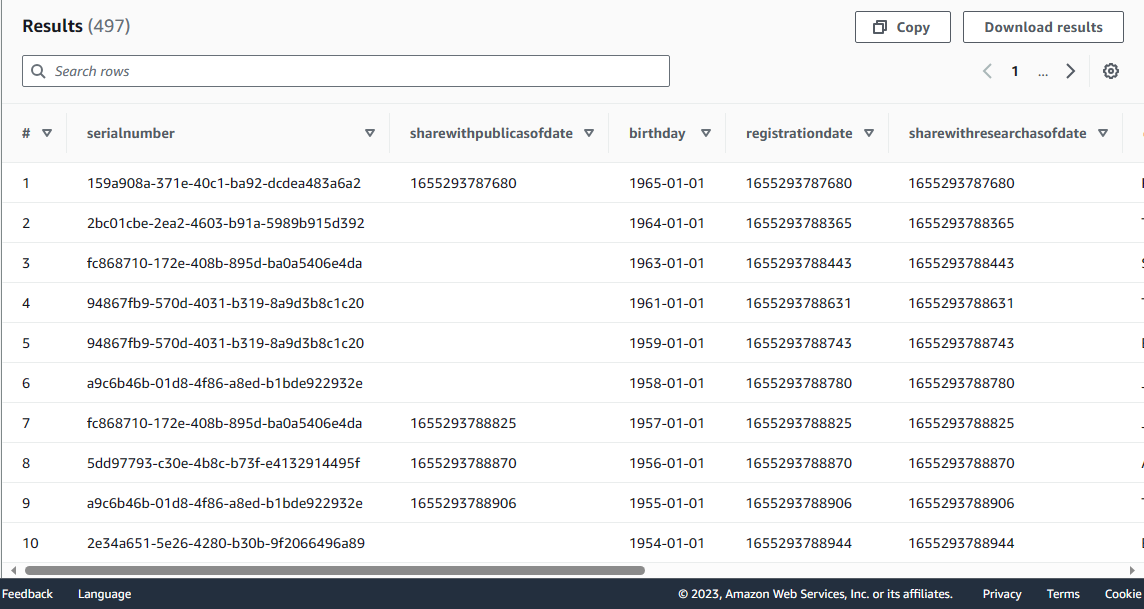 Results (497) Copy Download results
Search rows 1 ...
# serialnumber sharewithpublicasofdate birthday registrationdate sharewithresearchasofdate
1 159a908a-371e-40c1-ba92-dcdea483a6a2 1655293787680 1965-01-01 1655293787680 1655293787680
2 2bc01cbe-2ea2-4603-b91a-5989b915d392 1964-01-01 1655293788365 1655293788365
3 fc868710-172e-408b-895d-ba0a5406e4da 1963-01-01 1655293788443 1655293788443
4 94867fb9-570d-4031-b319-8a9d3b8c1c20 1961-01-01 1655293788631 1655293788631
5 94867fb9-570d-4031-b319-8a9d3b8c1c20 1959-01-01 1655293788743 1655293788743
6 a9c6b46b-01d8-4f86-a8ed-b1bde922932e 1958-01-01 1655293788780 1655293788780
7 fc868710-172e-408b-895d-ba0a5406e4da 1655293788825 1957-01-01 1655293788825 1655293788825
8 5dd97793-c30e-4b8c-b73f-e4132914495f 1655293788870 1956-01-01 1655293788870 1655293788870
9 a9c6b46b-01d8-4f86-a8ed-b1bde922932e 1655293788906 1955-01-01 1655293788906 1655293788906
10 2e34a651-5e26-4280-b30b-9f2066496a89 1954-01-01 1655293788944 1655293788944
Feedback Language © 2023, Amazon Web Services, Inc. or its affiliates. Privacy Terms Cookie